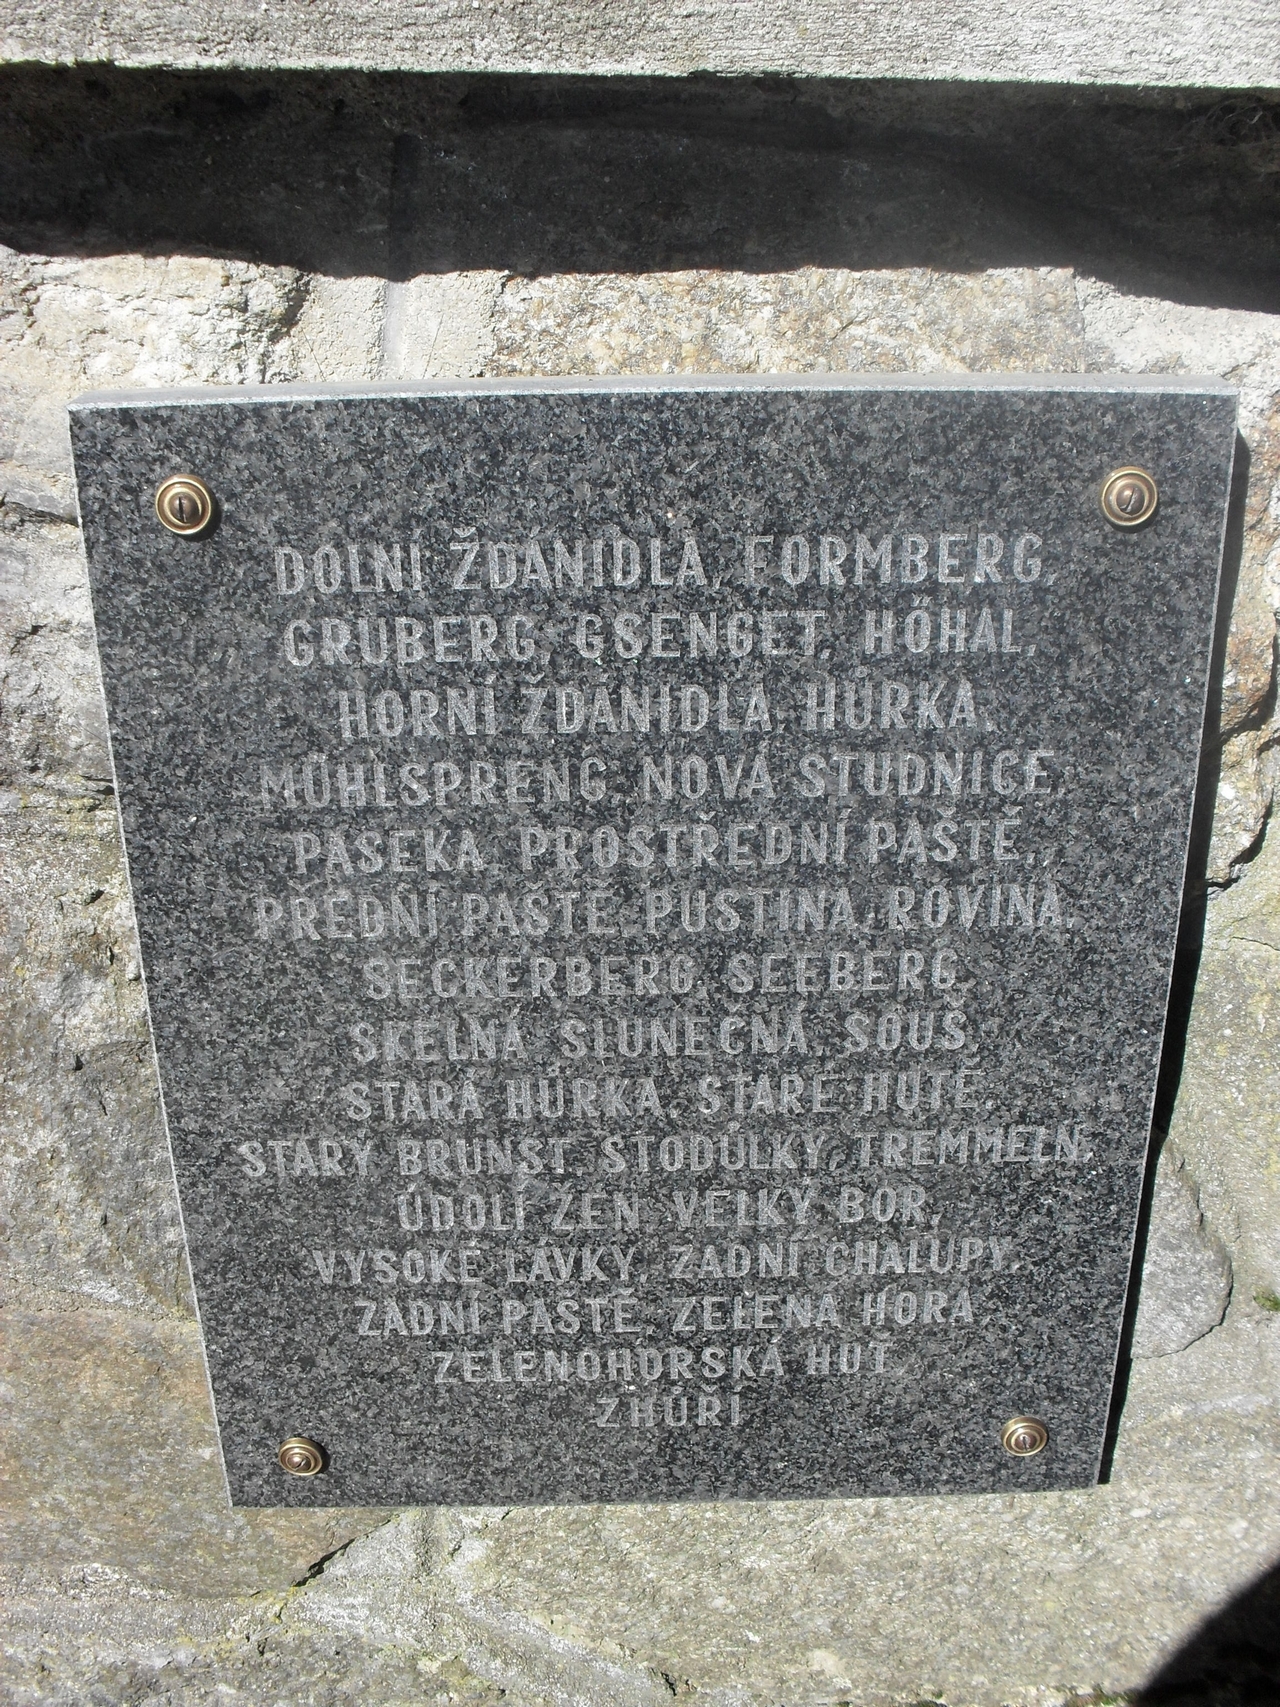 DOLNÍ ŽDÁNIDLA, FORMBERG,
GRUBERG, GSENGET, HŐHAL,
HORNÍ ŽDÁNIDLA, HŮRKA,
MŰHLSPRENG, NOVÁ STUDNICE,
PASEKA, PROSTŘEDNÍ PAŠTĚ,
PŘEDNÍ PAŠTĚ, PUSTINA, ROVINA,
SECKERBERG, SEEBERG,
SKELNÁ, SLUNEČNÁ, SOUŠ,
STARÁ HŮRKA, STARÉ HUTĚ,
STARÝ BRUNST, STODŮLKY, TREMMELN,
ÚDOLÍ ŽEN, VELKÝ BOR,
VYSOKÉ LÁVKY, ZADNÍ CHALUPY,
ZADNÍ PAŠTĚ, ZELENÁ HORA,
ZELENOHORSKÁ HUŤ,
ZHŮŘÍ